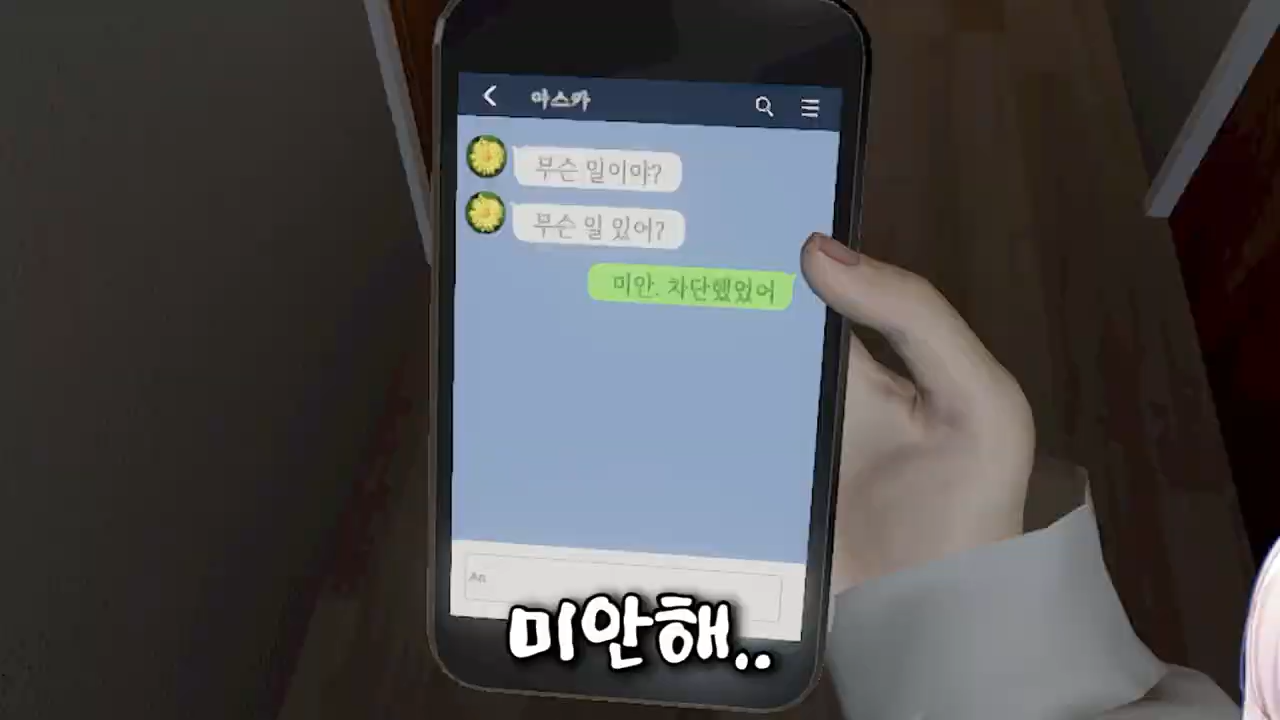 아스카
무슨 일이야?
무슨 일 있어?
미안. 차단했었어
Aa
미안해..